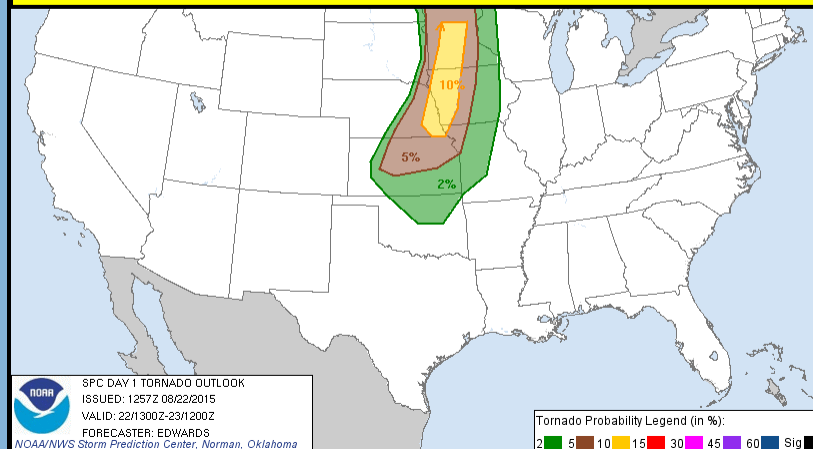 10%
5%
2%
NOAA
SPC DAY 1 TORNADO OUTLOOK
ISSUED: 1257Z 08/22/2015
VALID: 22/1300Z-23/1200Z
FORECASTER: EDWARDS
NOAA/NWS Storm Prediction Center, Norman, Oklahoma
Tornado Probability Legend (in %):
2 5 10 15 30 45 60 Sig